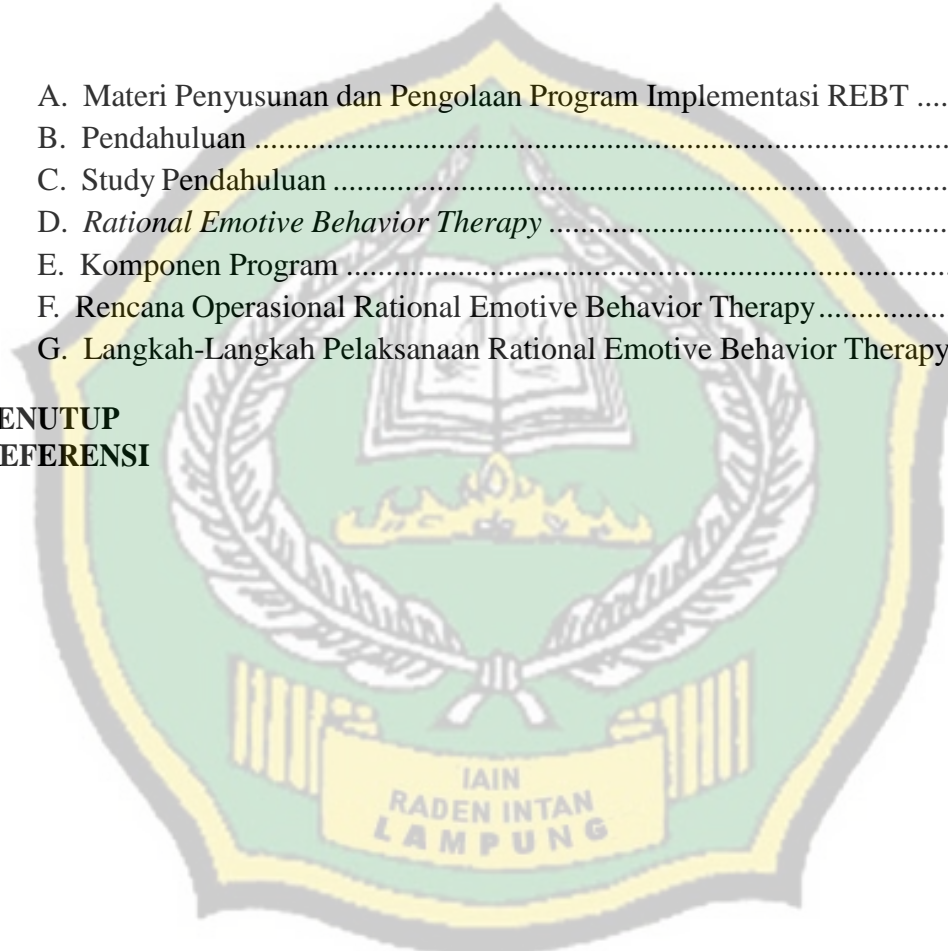 A. Materi Penyusunan dan Pengolaan Program Implementasi REBT ....
B. Pendahuluan ........................................................................................
C. Study Pendahuluan ..............................................................................
D. Rational Emotive Behavior Therapy ...................................................
E. Komponen Program ............................................................................
F. Rencana Operasional Rational Emotive Behavior Therapy................
G. Langkah-Langkah Pelaksanaan Rational Emotive Behavior Therapy
ENUTUP
EFERENSI
IAIN
RADEN INTAN
LAMPUNG